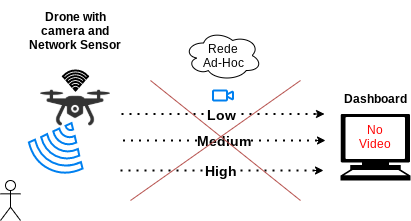 Drone with
camera and
Network Sensor
Rede
Ad-Hoc
Low
Medium
High
Dashboard
No
Video